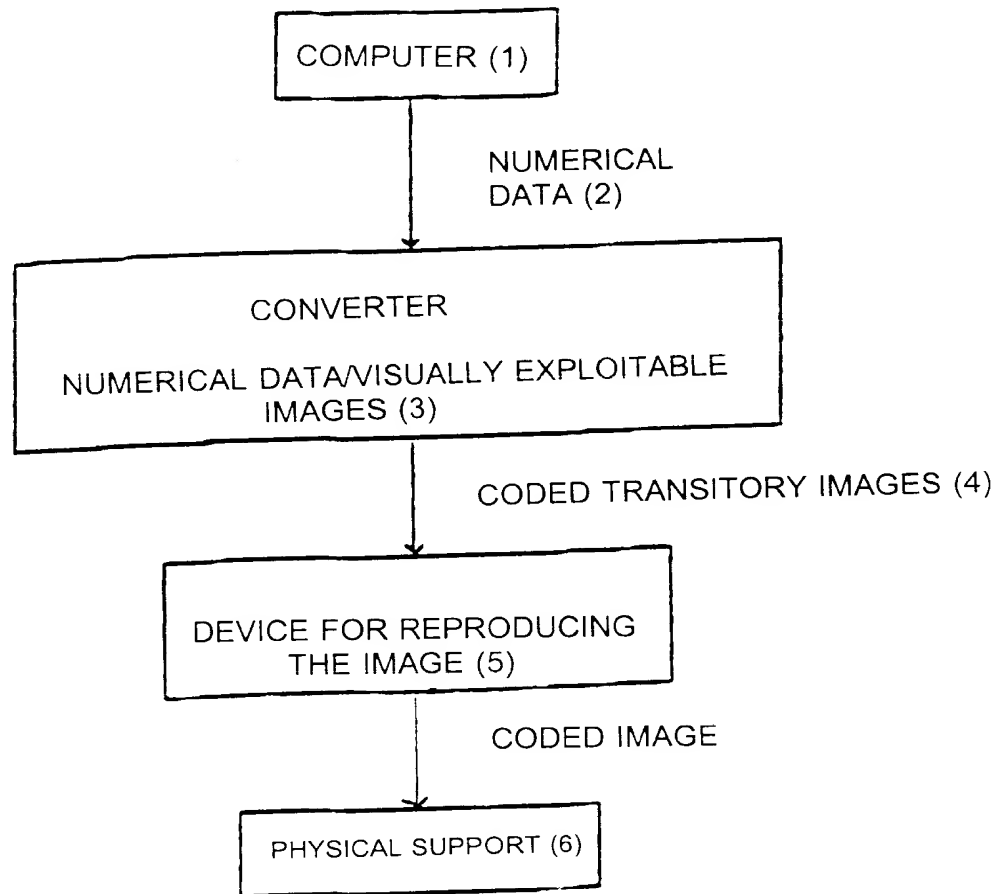 COMPUTER (1)
NUMERICAL
DATA (2)
CONVERTER
NUMERICAL DATA/VISUALLY EXPLOITABLE
IMAGES (3)
CODED TRANSITORY IMAGES (4)
DEVICE FOR REPRODUCING
THE IMAGE (5)
CODED IMAGE
PHYSICAL SUPPORT (6)